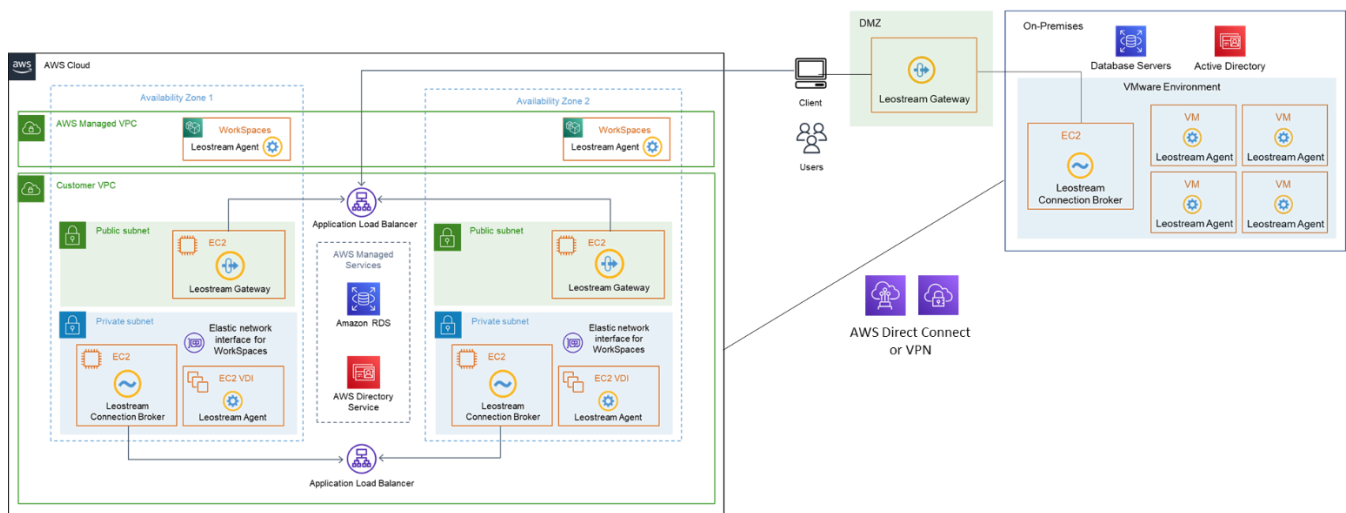 aws
AWS Cloud
Availability Zone 1
Availability Zone 2
AWS Managed VPC
WorkSpaces
Leostream Agent
WorkSpaces
Leostream Agent
Customer VPC
Application Load Balancer
Public subnet
EC2
Leostream Gateway
AWS Managed
Services
Amazon RDS
AWS Directory
Service
Public subnet
EC2
Leostream Gateway
Private subnet
Elastic network
interface for
WorkSpaces
EC2
Leostream
Connection Broker
EC2 VDI
Leostream Agent
Private subnet
Elastic network
interface for
WorkSpaces
EC2
Leostream
Connection Broker
EC2 VDI
Leostream Agent
Application Load Balancer
Client
Users
DMZ
Leostream Gateway
On-Premises
Database Servers
Active Directory
VMware Environment
EC2
Leostream
Connection Broker
VM
Leostream Agent
VM
Leostream Agent
VM
Leostream Agent
VM
Leostream Agent
AWS Direct Connect
or VPN